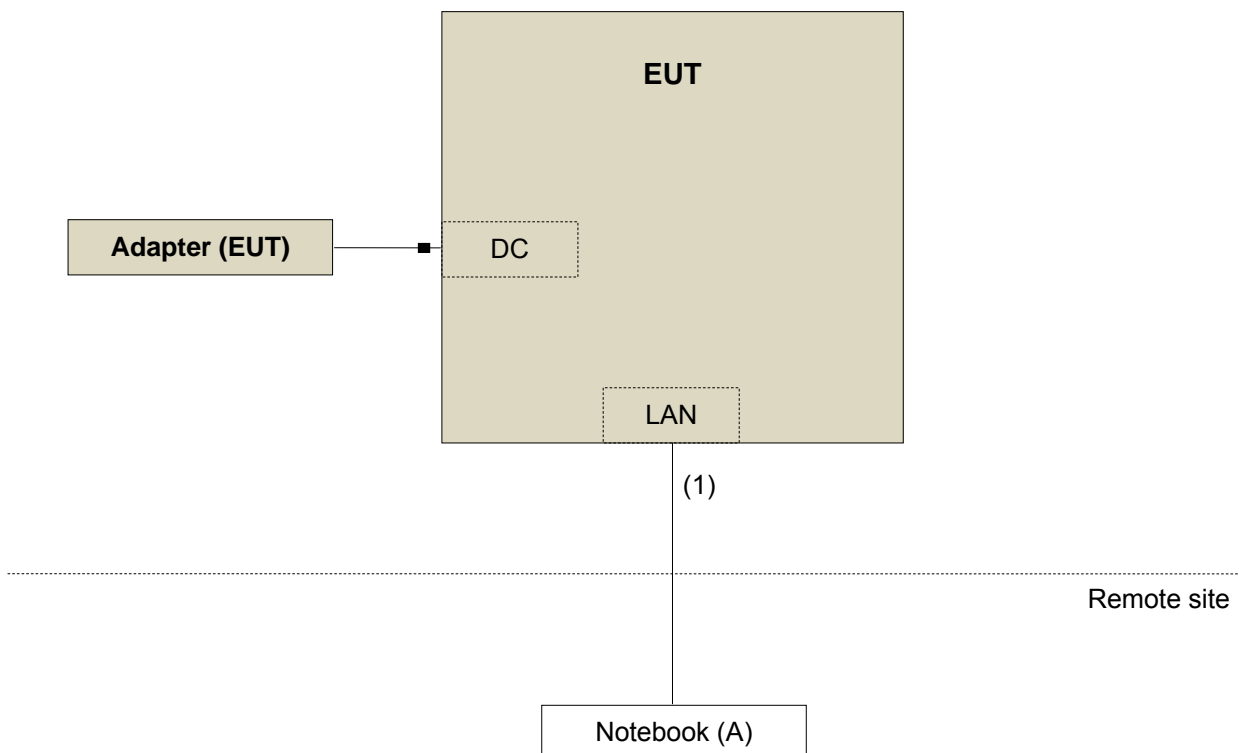 EUT
Adapter (EUT)
DC
LAN
(1)
Remote site
Notebook (A)